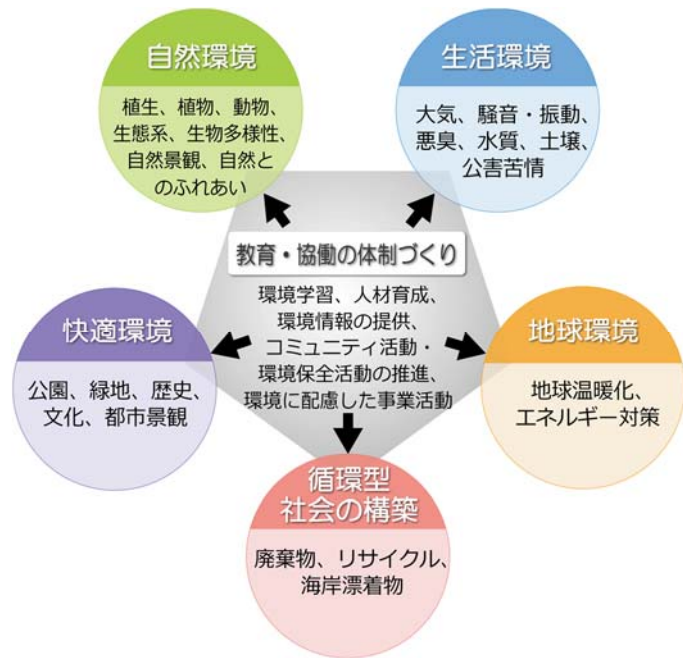 自然環境
植生、植物、動物、
生態系、生物多様性、
自然景観、自然と
のふれあい
生活環境
大気、騒音・振動、
悪臭、水質、土壌、
公害苦情
教育・協働の体制づくり
環境学習、人材育成、
環境情報の提供、
コミュニティ活動・
環境保全活動の推進、
環境に配慮した事業活動
快適環境
公園、緑地、歴史、
文化、都市景観
地球環境
地球温暖化、
エネルギー対策
循環型
社会の構築
廃棄物、リサイクル、
海岸漂着物